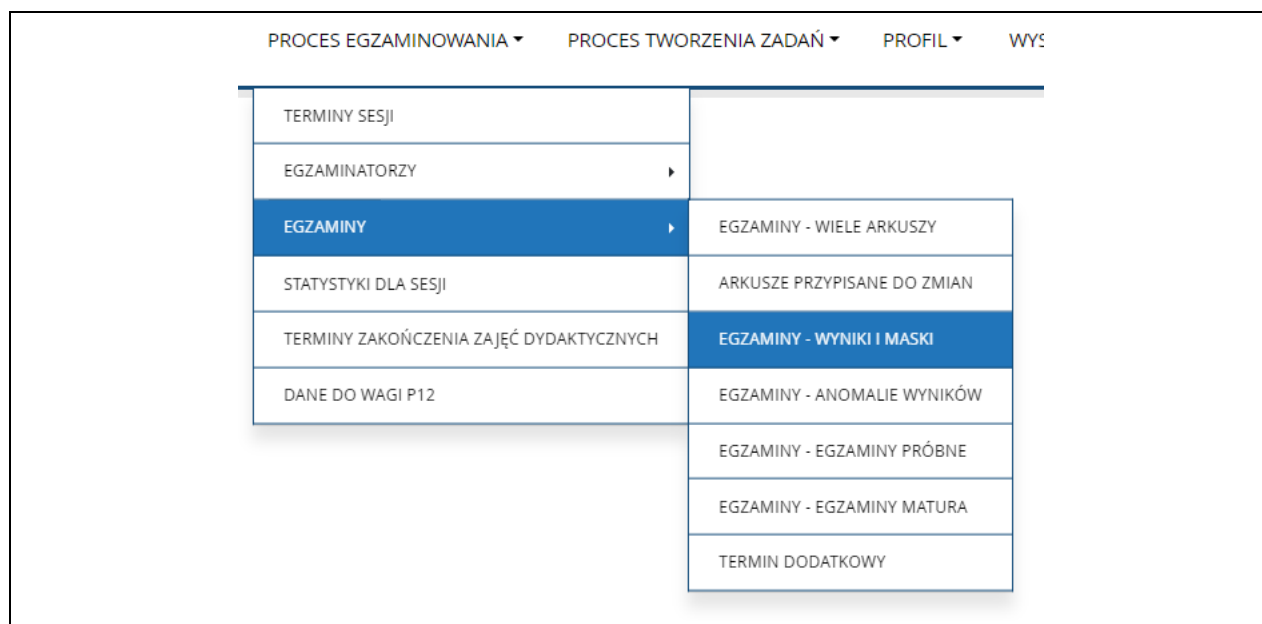 PROCES EGZAMINOWANIA PROCES TWORZENIA ZADAŃ PROFIL WYS
TERMINY SESJI
EGZAMINATORZY
EGZAMINY
STATYSTYKI DLA SESJI
TERMINY ZAKOŃCZENIA ZAJĘĆ DYDAKTYCZNYCH
DANE DO WAGI P12
EGZAMINY - WIELE ARKUSZY
ARKUSZE PRZYPISANE DO ZMIAN
EGZAMINY - WYNIKI I MASKI
EGZAMINY - ANOMALIE WYNIKÓW
EGZAMINY - EGZAMINY PRÓBNE
EGZAMINY - EGZAMINY MATURA
TERMIN DODATKOWY